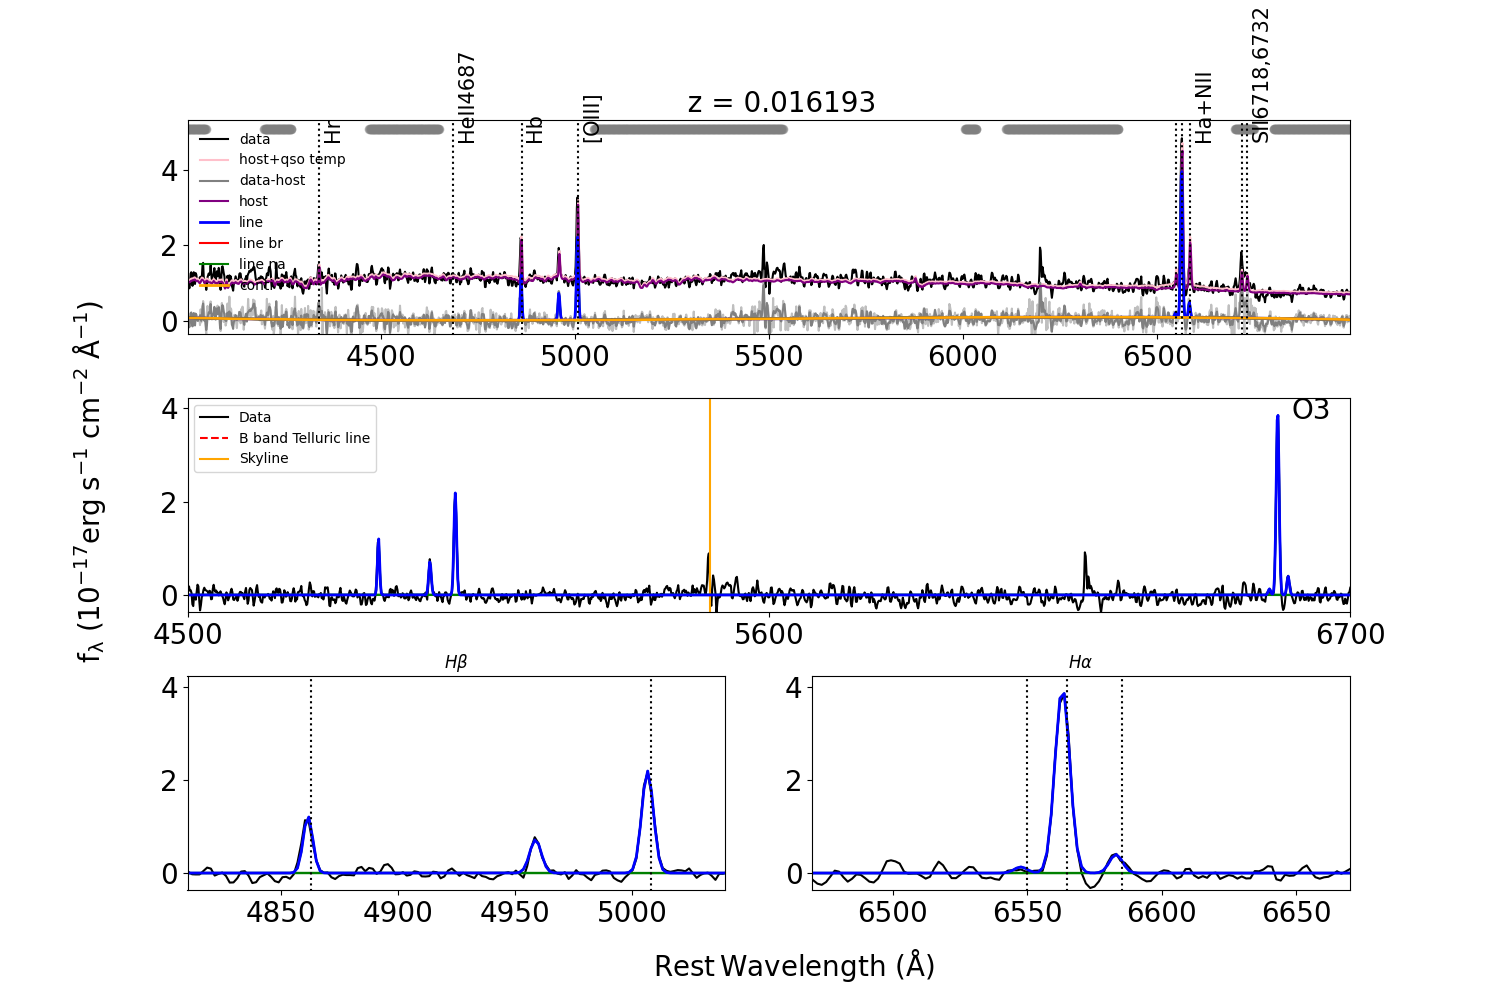 z = 0.016193
Hr
HeII4687
Hb
[OIII]
Ha+NII
SII6718,6732
data
host+qso temp
data-host
host
line
line br
line na
conti
4
2
0
4500
5000
5500
6000
6500
fλ (10⁻¹⁷erg s⁻¹ cm⁻² Å⁻¹)
O3
Data
B band Telluric line
Skyline
4
2
0
4500
5600
6700
Hβ
4
2
0
4850
4900
4950
5000
Hα
4
2
0
6500
6550
6600
6650
Rest Wavelength (Å)